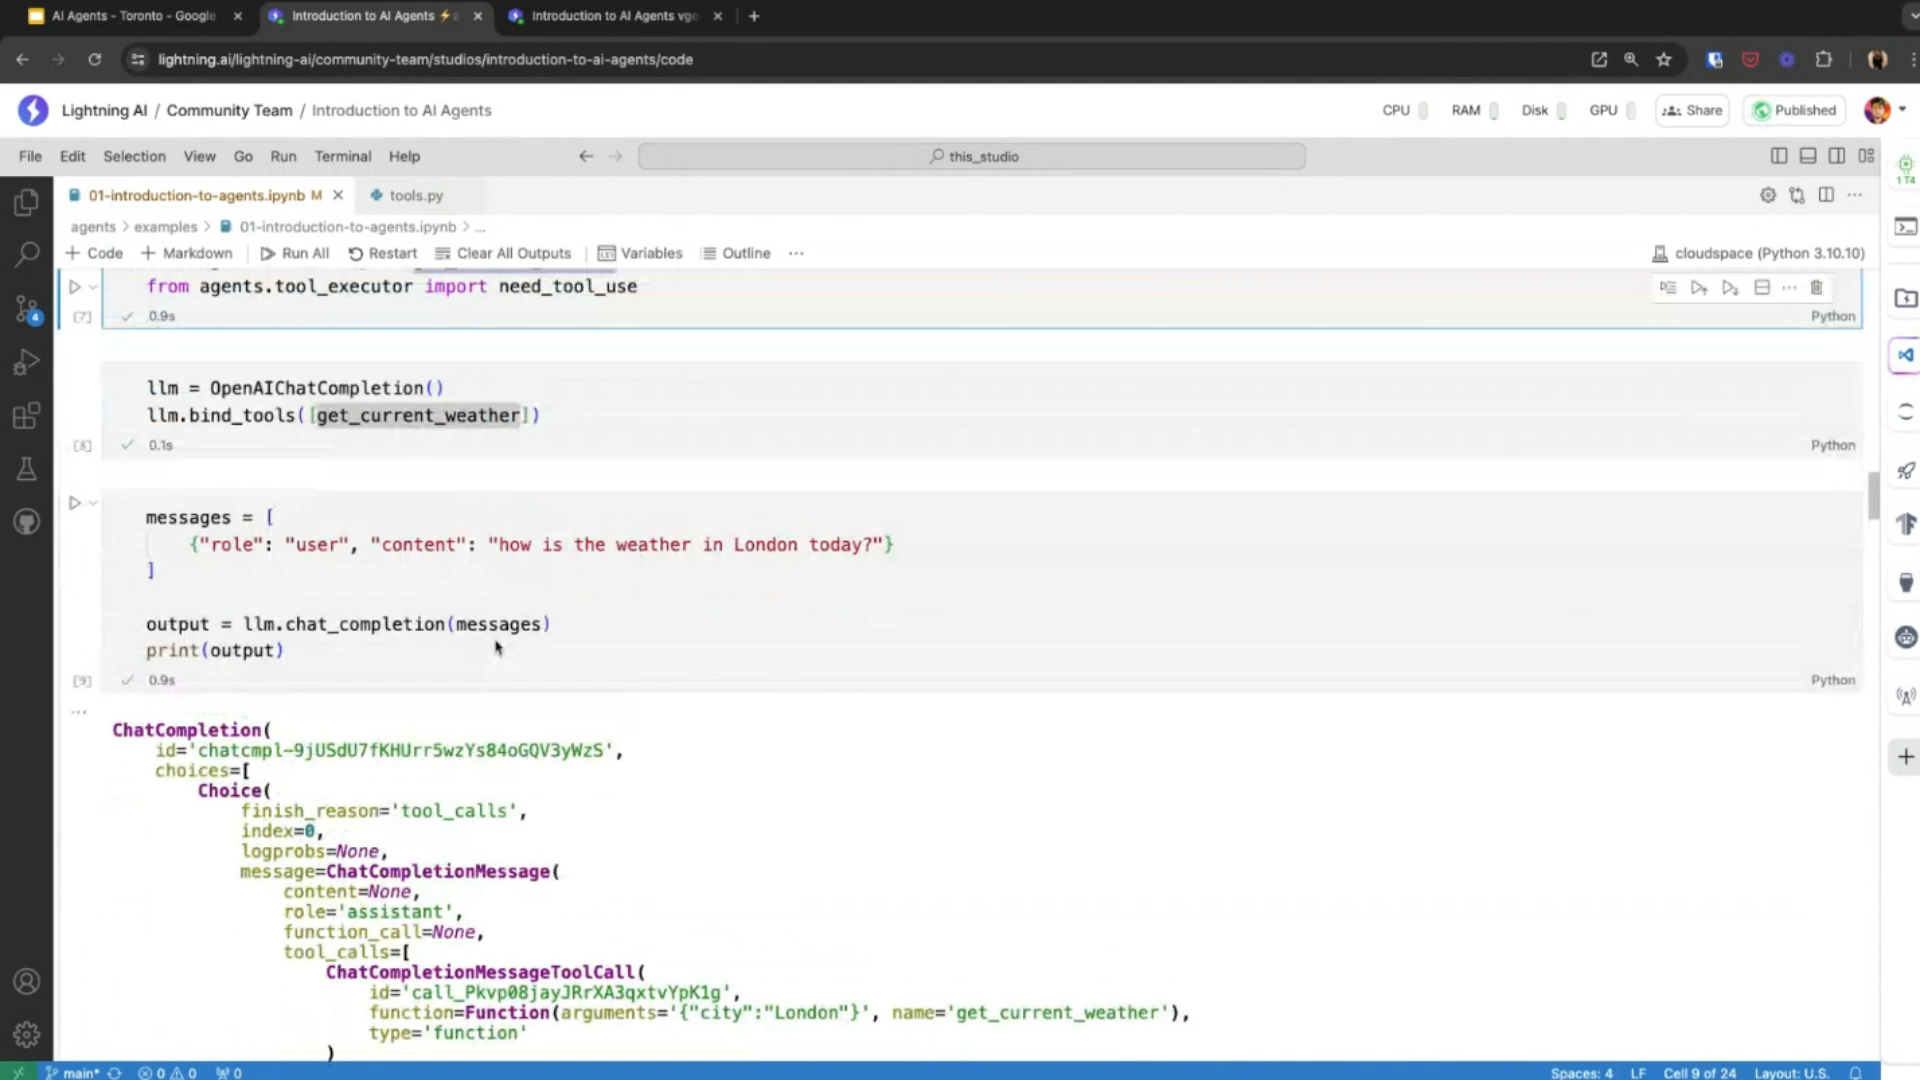 AI Agents - Toronto - Google
Introduction to AI Agents ⚡
Introduction to AI Agents vge
lightning.ai/lightning-ai/community-team/studios/introduction-to-ai-agents/code
Lightning AI / Community Team / Introduction to AI Agents
CPU RAM Disk GPU Share Published
File Edit Selection View Go Run Terminal Help
this_studio
1 T4
01-introduction-to-agents.ipynb M
tools.py
agents > examples > 01-introduction-to-agents.ipynb > ...
+ Code + Markdown Run All Restart Clear All Outputs Variables Outline ...
cloudspace (Python 3.10.10)
from agents.tool_executor import need_tool_use
[7] ✓ 0.9s Python
llm = OpenAIChatCompletion()
llm.bind_tools([get_current_weather])
[8] ✓ 0.1s Python
messages = [
{"role": "user", "content": "how is the weather in London today?"}
]
output = llm.chat_completion(messages)
print(output)
[9] ✓ 0.9s Python
...
ChatCompletion(
id='chatcmpl-9jUSdU7fKHUrr5wzYs84oGQV3yWzS',
choices=[
Choice(
finish_reason='tool_calls',
index=0,
logprobs=None,
message=ChatCompletionMessage(
content=None,
role='assistant',
function_call=None,
tool_calls=[
ChatCompletionMessageToolCall(
id='call_Pkvp08jayJRrXA3qxtvYpK1g',
function=Function(arguments='{"city":"London"}', name='get_current_weather'),
type='function'
)
4
main* 0 0 0
Spaces: 4 LF Cell 9 of 24 Layout: U.S.